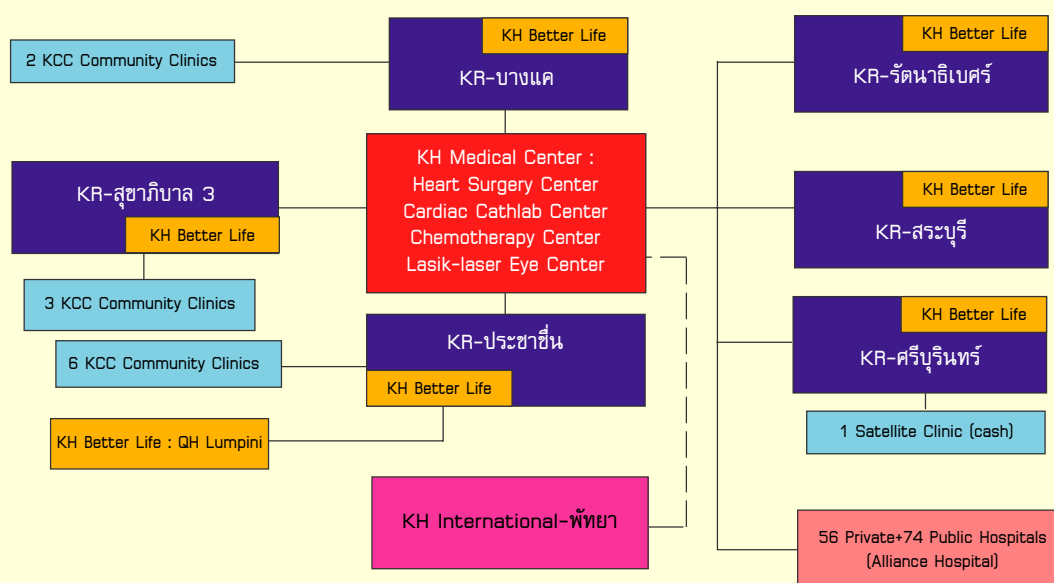 KH Better Life
2 KCC Community Clinics
KR-บางแค
KH Better Life
KR-รัตนาธิเบศร์
KR-สุขาภิบาล 3
KH Better Life
KH Medical Center :
Heart Surgery Center
Cardiac Cathlab Center
Chemotherapy Center
Lasik-laser Eye Center
KH Better Life
KR-สระบุรี
3 KCC Community Clinics
KH Better Life
KR-ศรีบุรินทร์
KR-ประชาชื่น
6 KCC Community Clinics
KH Better Life
KH Better Life : QH Lumpini
1 Satellite Clinic (cash)
KH International-พัทยา
56 Private+74 Public Hospitals
(Alliance Hospital)